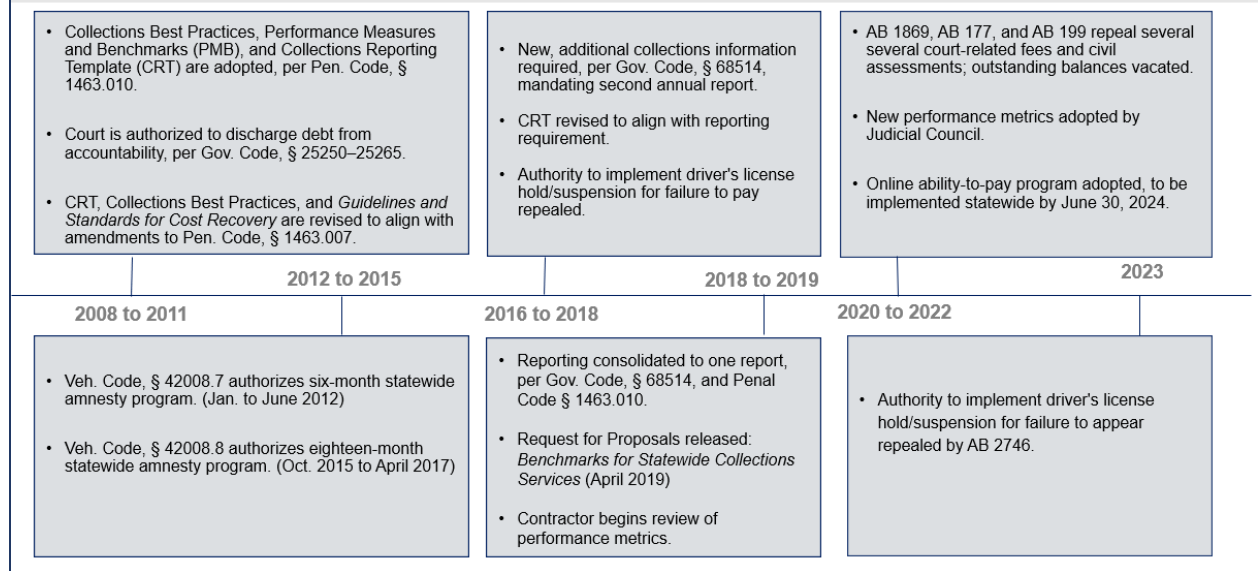 • Collections Best Practices, Performance Measures
and Benchmarks (PMB), and Collections Reporting
Template (CRT) are adopted, per Pen. Code, §
1463.010.
• Court is authorized to discharge debt from
accountability, per Gov. Code, § 25250–25265.
• CRT, Collections Best Practices, and Guidelines and
Standards for Cost Recovery are revised to align with
amendments to Pen. Code, § 1463.007.
• New, additional collections information
required, per Gov. Code, § 68514,
mandating second annual report.
• CRT revised to align with reporting
requirement.
• Authority to implement driver's license
hold/suspension for failure to pay
repealed.
• AB 1869, AB 177, and AB 199 repeal several
several court-related fees and civil
assessments; outstanding balances vacated.
• New performance metrics adopted by
Judicial Council.
• Online ability-to-pay program adopted, to be
implemented statewide by June 30, 2024.
2008 to 2011
2012 to 2015
2016 to 2018
2018 to 2019
2020 to 2022
2023
• Veh. Code, § 42008.7 authorizes six-month statewide
amnesty program. (Jan. to June 2012)
• Veh. Code, § 42008.8 authorizes eighteen-month
statewide amnesty program. (Oct. 2015 to April 2017)
• Reporting consolidated to one report,
per Gov. Code, § 68514, and Penal
Code § 1463.010.
• Request for Proposals released:
Benchmarks for Statewide Collections
Services (April 2019)
• Contractor begins review of
performance metrics.
• Authority to implement driver's license
hold/suspension for failure to appear
repealed by AB 2746.